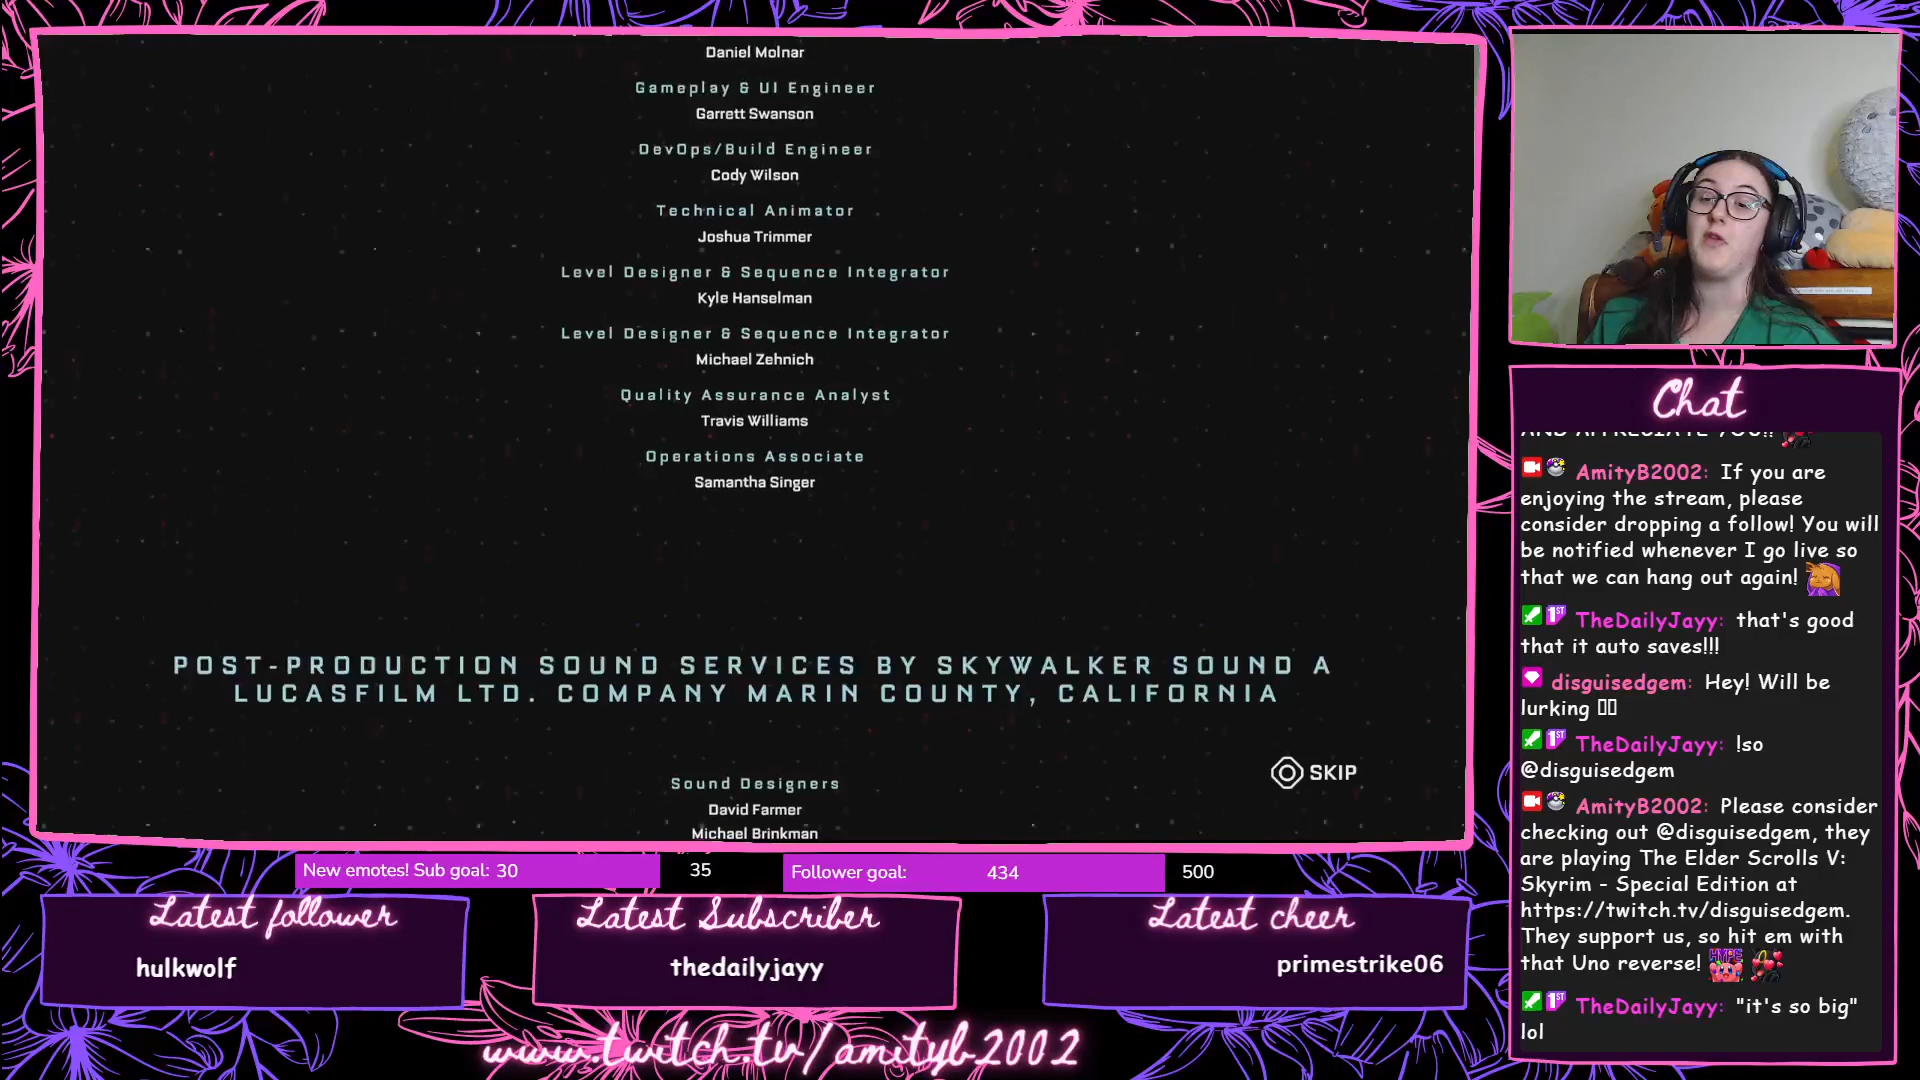 Daniel Molnar
Gameplay & UI Engineer
Garrett Swanson
DevOps/Build Engineer
Cody Wilson
Technical Animator
Joshua Trimmer
Level Designer & Sequence Integrator
Kyle Hanselman
Level Designer & Sequence Integrator
Michael Zehnich
Quality Assurance Analyst
Travis Williams
Operations Associate
Samantha Singer
POST-PRODUCTION SOUND SERVICES BY SKYWALKER SOUND A
LUCASFILM LTD. COMPANY MARIN COUNTY, CALIFORNIA
SKIP
Sound Designers
David Farmer
Michael Brinkman
Chat
AND APPRECIATE YOU!!
AmityB2002: If you are
enjoying the stream, please
consider dropping a follow! You will
be notified whenever I go live so
that we can hang out again!
TheDailyJayy: that's good
that it auto saves!!!
disguisedgem: Hey! Will be
lurking
TheDailyJayy: !so
@disguisedgem
AmityB2002: Please consider
checking out @disguisedgem, they
are playing The Elder Scrolls V:
Skyrim - Special Edition at
https://twitch.tv/disguisedgem.
They support us, so hit em with
that Uno reverse!
HYPE
TheDailyJayy: "it's so big"
lol
New emotes! Sub goal: 30 35
Follower goal: 434 500
Latest follower
hulkwolf
Latest Subscriber
thedailyjayy
Latest cheer
primestrike06
www.twitch.tv/amityb2002